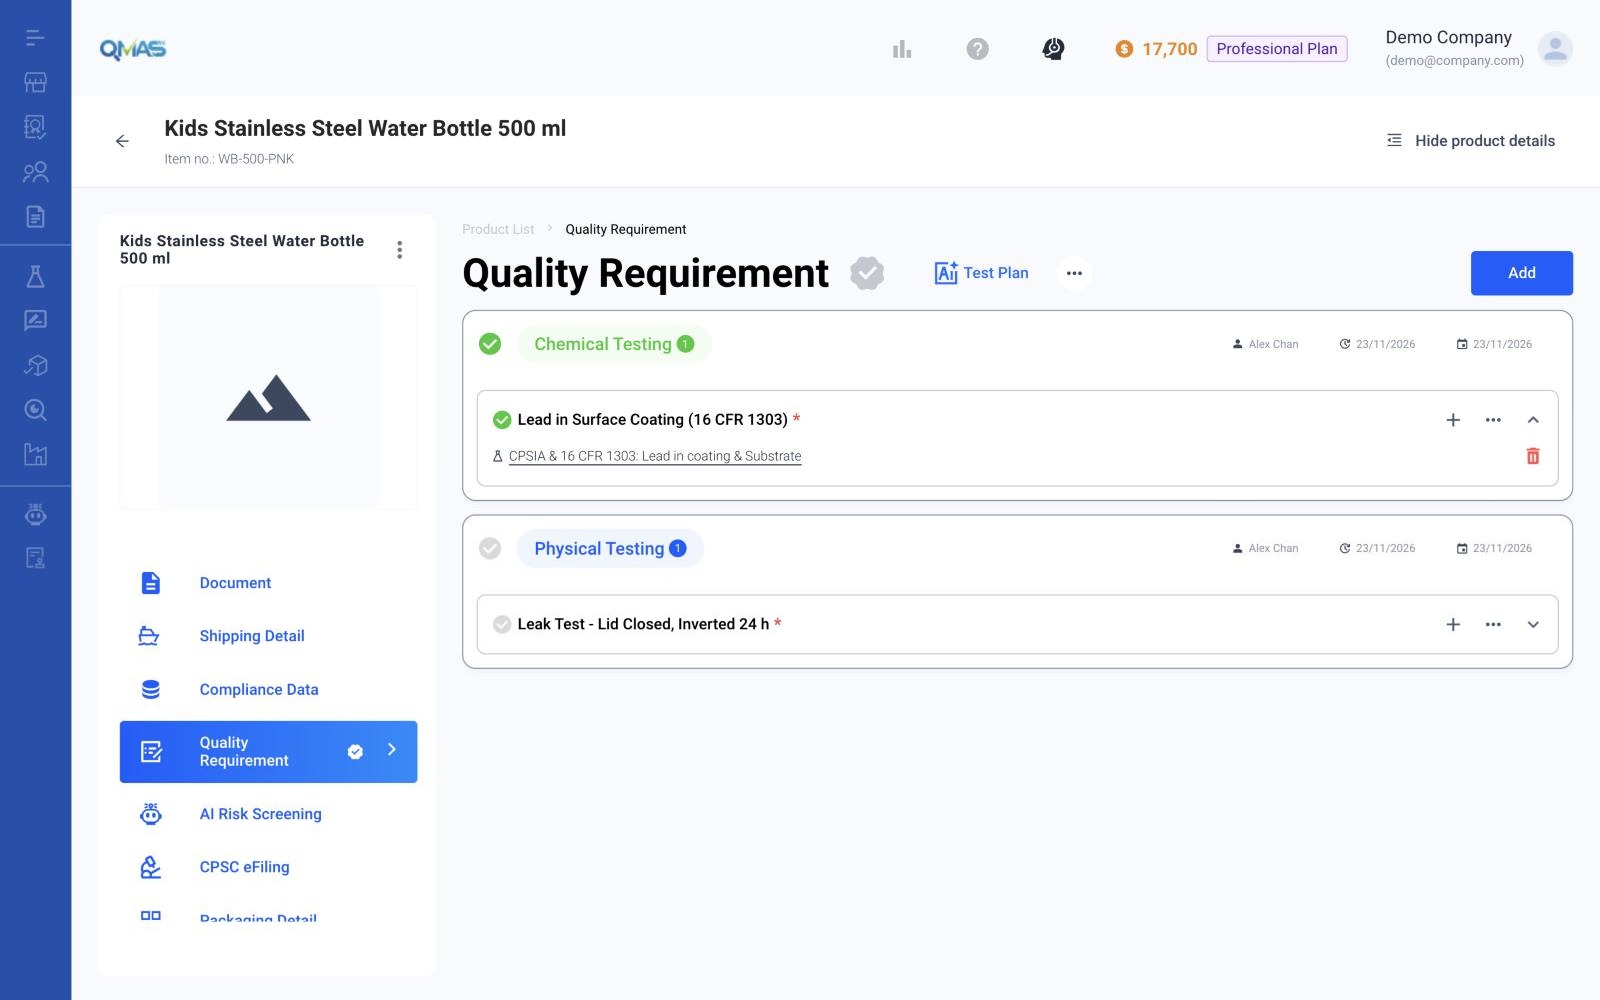 QMAS
17,700
Professional Plan
Demo Company
(demo@company.com)
Kids Stainless Steel Water Bottle 500 ml
Item no.: WB-500-PNK
Hide product details
Kids Stainless Steel Water Bottle
500 ml
Document
Shipping Detail
Compliance Data
Quality
Requirement
AI Risk Screening
CPSC eFiling
Packaging Detail
Product List
Quality Requirement
Quality Requirement
Ai Test Plan
Add
Chemical Testing 1
Alex Chan
23/11/2026
23/11/2026
Lead in Surface Coating (16 CFR 1303) *
CPSIA & 16 CFR 1303: Lead in coating & Substrate
Physical Testing 1
Alex Chan
23/11/2026
23/11/2026
Leak Test - Lid Closed, Inverted 24 h *